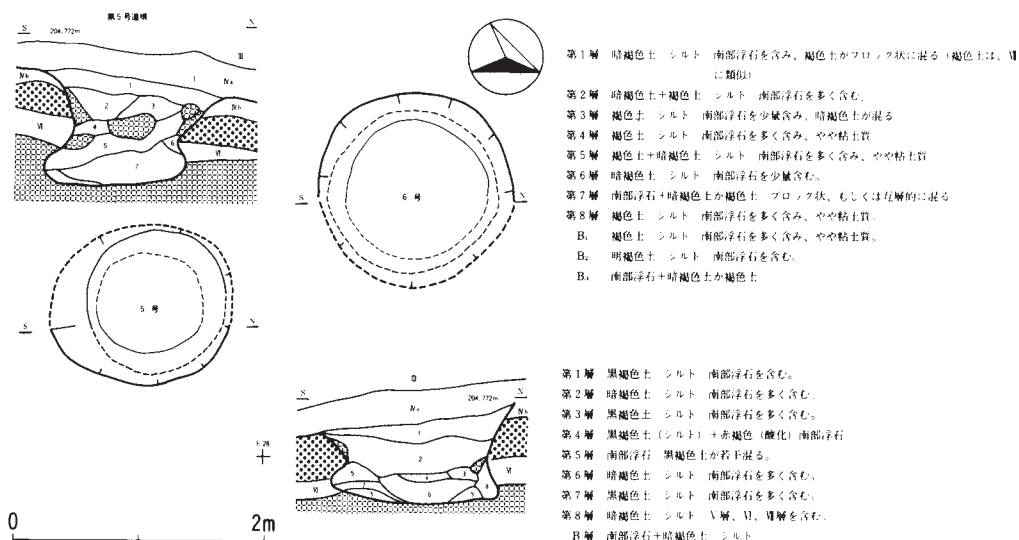 第5号遺構
S
N
204.772m
Ⅲ
1
Ⅳa
Ⅳb
Ⅳb
2
3
4
5
6
7
Ⅵ
Ⅵ
S
6号
N
S
5号
N
第1層 暗褐色土 シルト 南部浮石を含み、褐色土がブロック状に混る(褐色土は、Ⅶ
に類似)
第2層 暗褐色土+褐色土 シルト 南部浮石を多く含む。
第3層 褐色土 シルト 南部浮石を少量含み、暗褐色土が混る
第4層 褐色土 シルト 南部浮石を多く含み、やや粘土質
第5層 褐色土+暗褐色土 シルト 南部浮石を多く含み、やや粘土質
第6層 暗褐色土 シルト 南部浮石を少量含む。
第7層 南部浮石+暗褐色土が褐色土 ブロック状、もしくは互層的に混る
第8層 褐色土 シルト 南部浮石を多く含み、やや粘土質。
B₁ 褐色土 シルト 南部浮石を多く含み、やや粘土質。
B₂ 明褐色土 シルト 南部浮石を含む。
B₃ 南部浮石+暗褐色土か褐色土
S
Ⅲ
204.772m
N
Ⅳa
Ⅳb
1
2
3
4
5
7
5
6
5
8
Ⅵ
Ⅵ
第1層 黒褐色土 シルト 南部浮石を含む。
第2層 暗褐色土 シルト 南部浮石を多く含む。
第3層 黒褐色土 シルト 南部浮石を多く含む。
第4層 黒褐色土(シルト)+赤褐色(酸化)南部浮石
第5層 南部浮石 黒褐色土が若干混る。
第6層 暗褐色土 シルト 南部浮石を多く含む。
第7層 黒褐色土 シルト 南部浮石を多く含む。
第8層 暗褐色土 シルト Ⅴ層、Ⅵ、Ⅶ層を含む。
B層 南部浮石+暗褐色土 シルト
0
2m